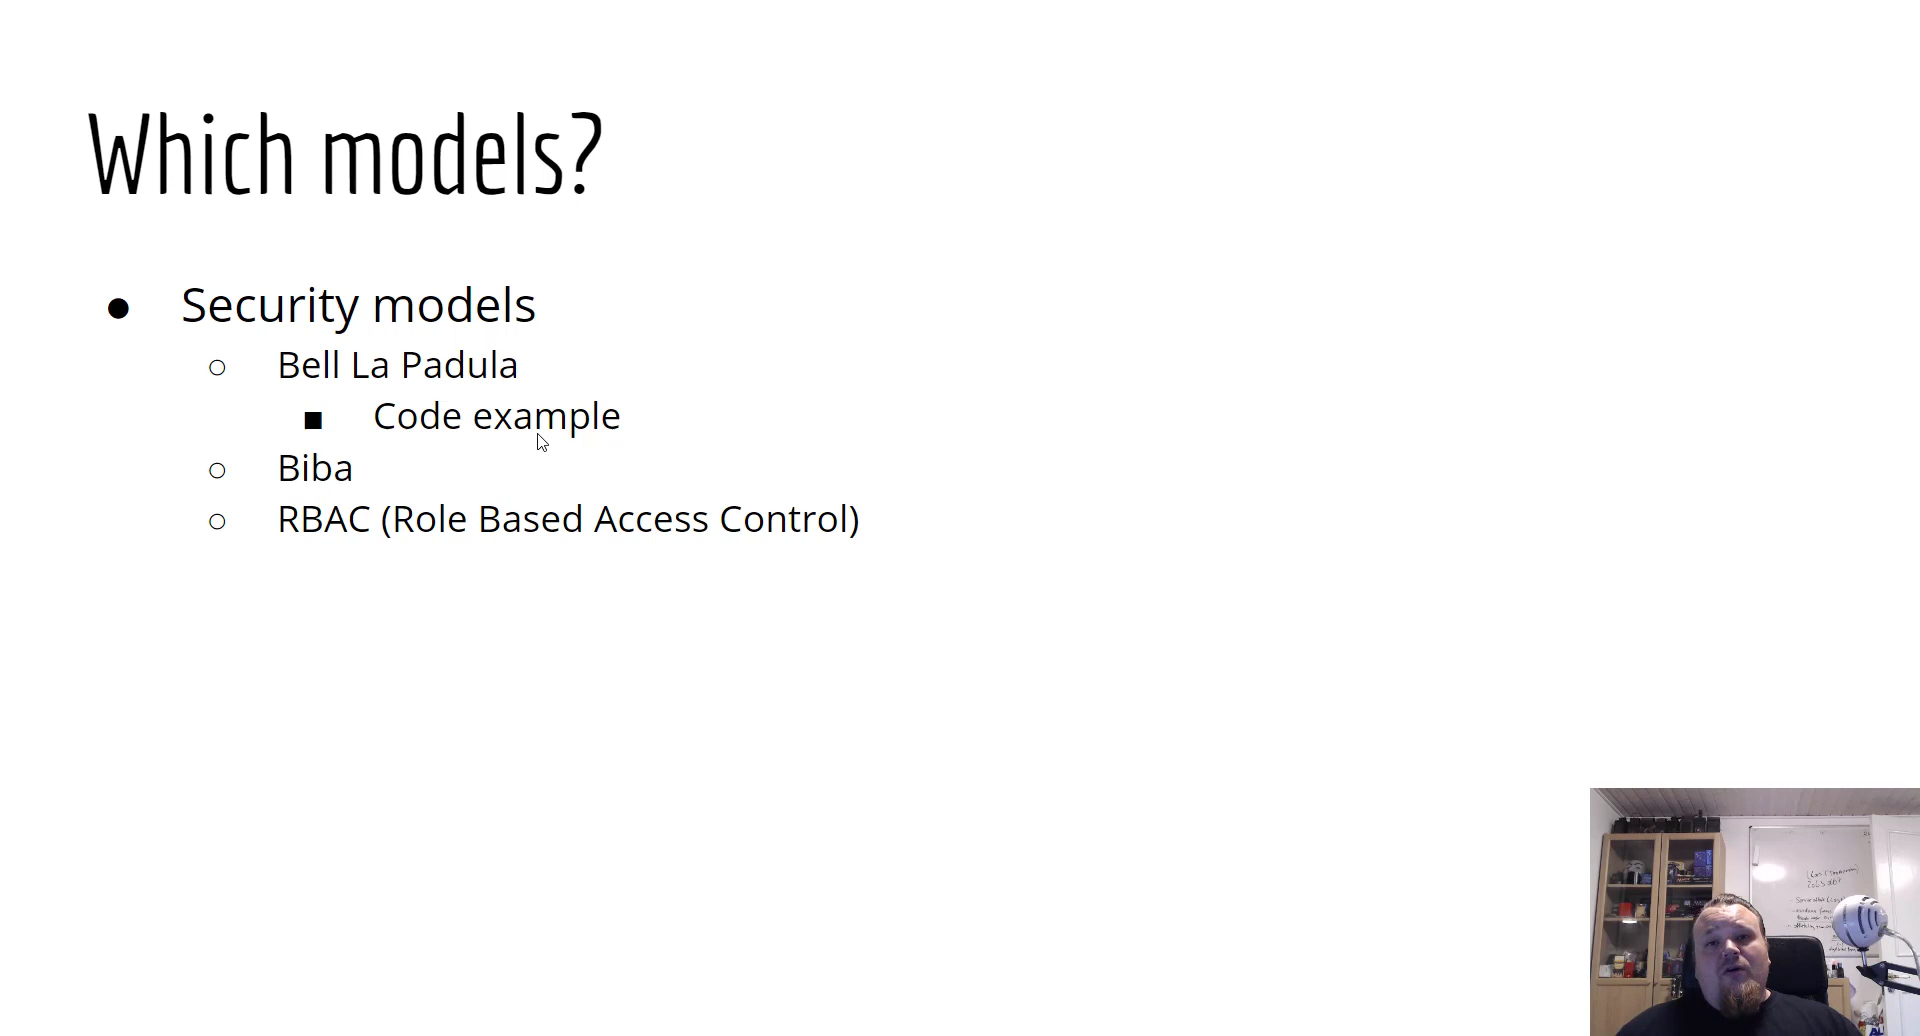 Which models?
Security models
Bell La Padula
Code example
Biba
RBAC (Role Based Access Control)